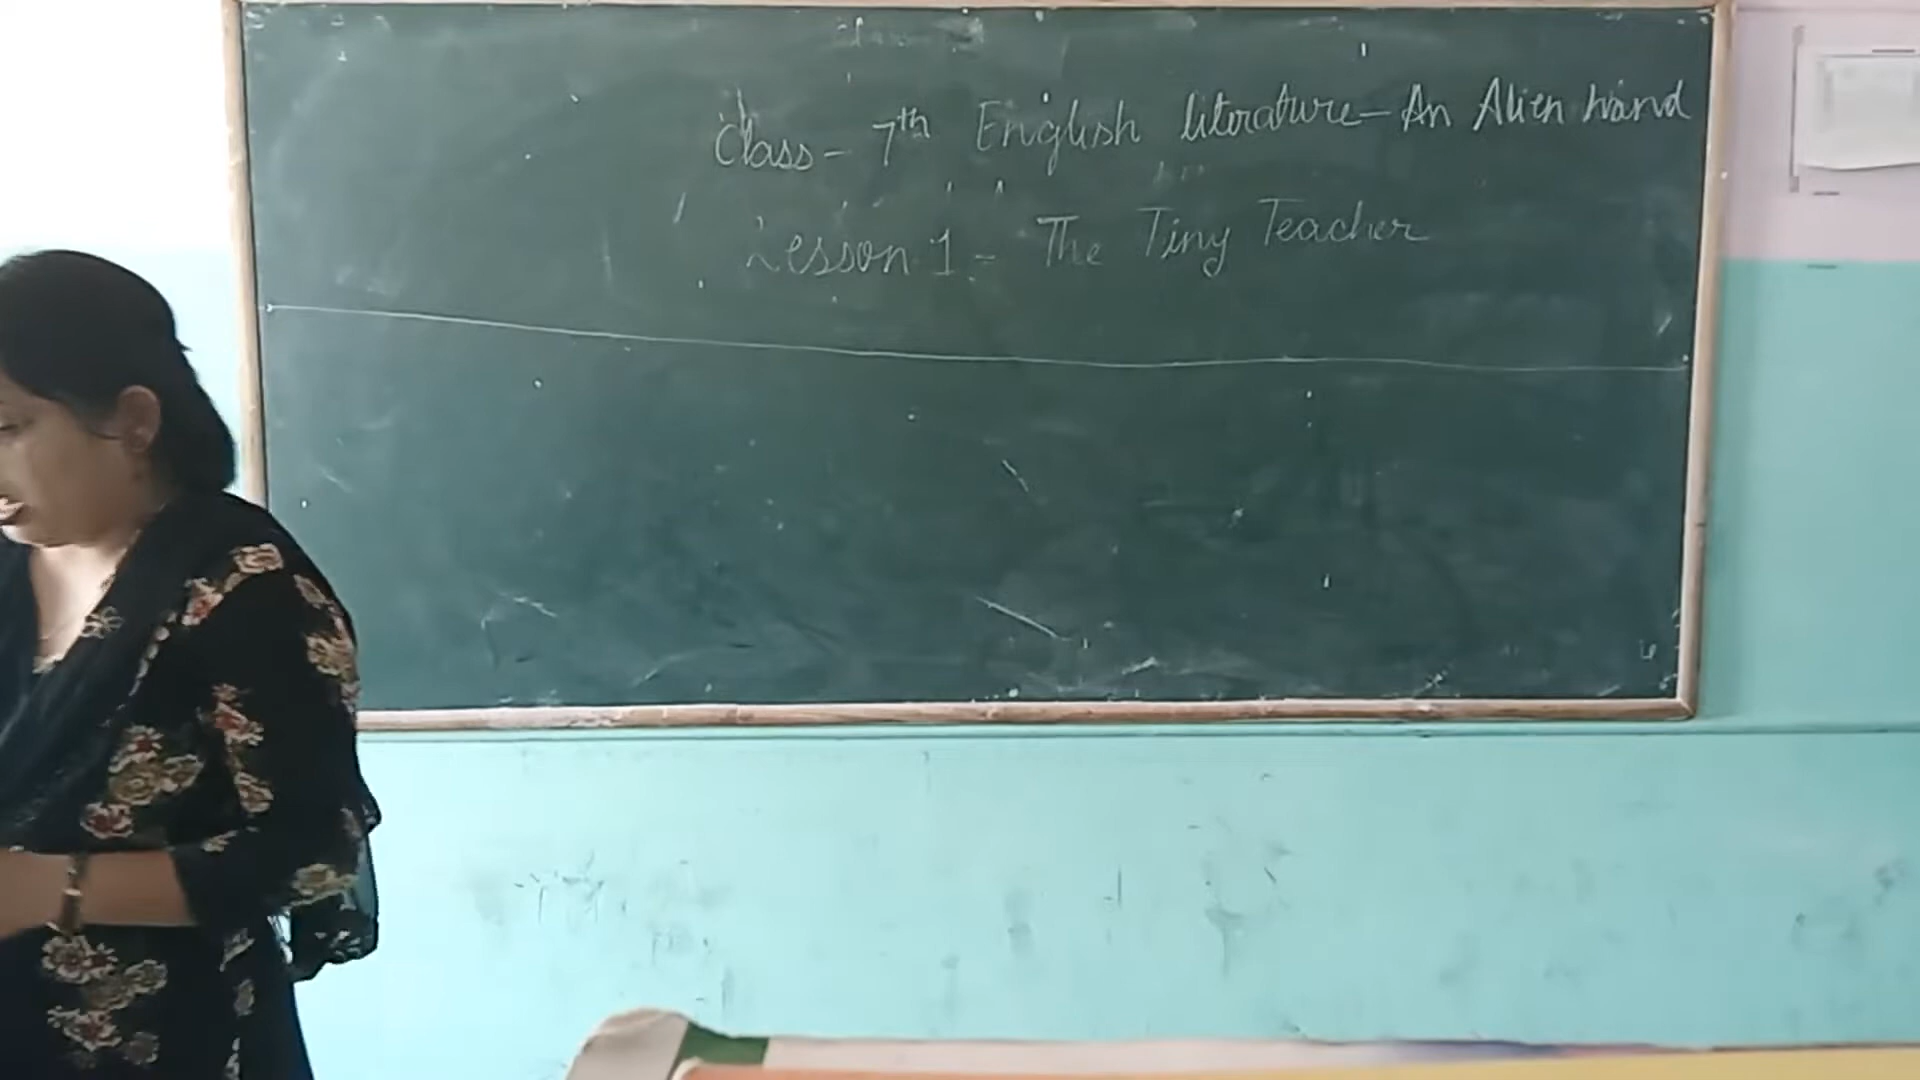 Class - 7th English literature - An Alien hand
Lesson 1 - The Tiny Teacher